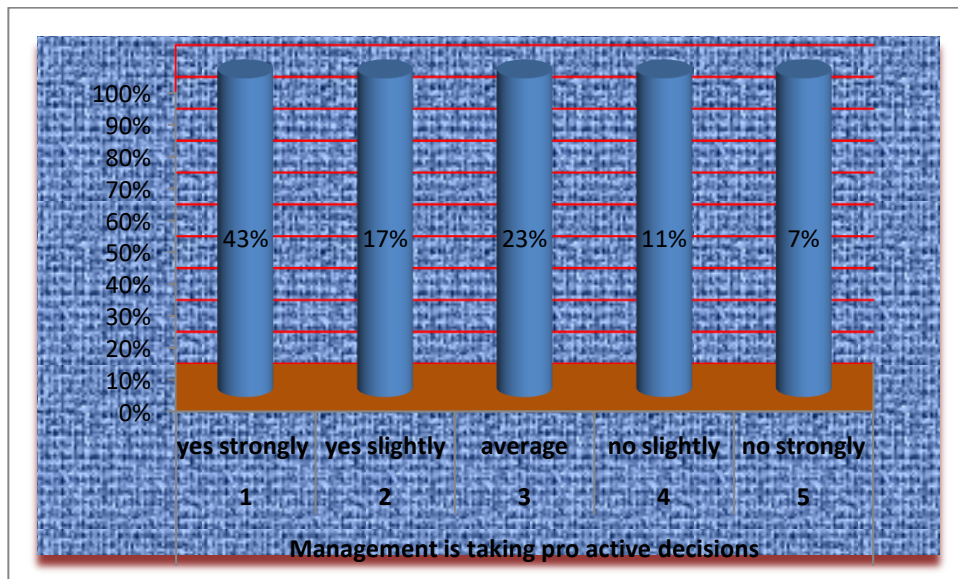 100%
90%
80%
70%
60%
50%
40%
30%
20%
10%
0%
43% 17% 23% 11% 7%
yes strongly yes slightly average no slightly no strongly
1 2 3 4 5
Management is taking pro active decisions